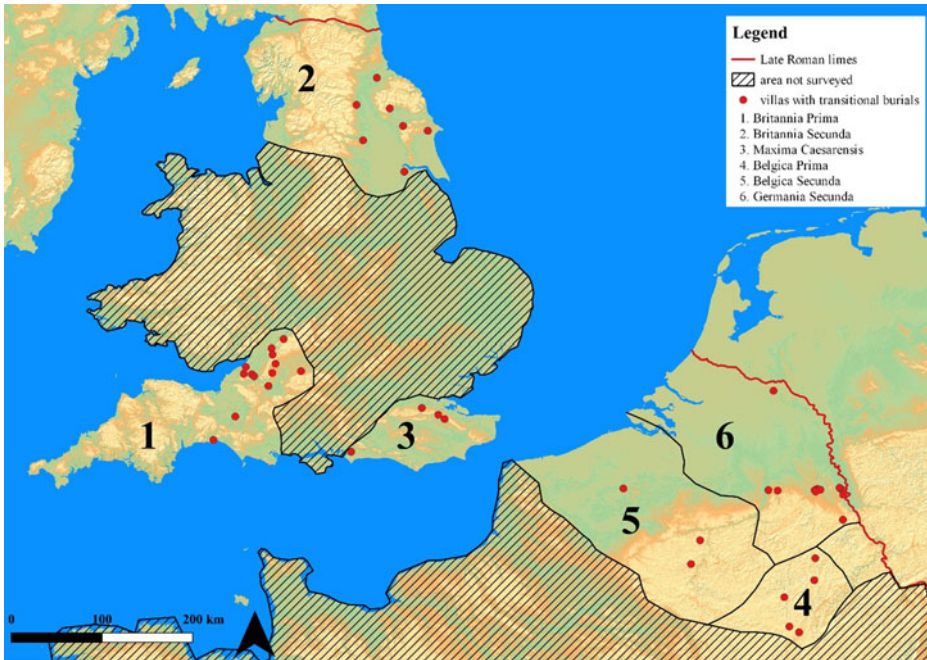 Legend
Late Roman limes
area not surveyed
villas with transitional burials
1. Britannia Prima
2. Britannia Secunda
3. Maxima Caesarensis
4. Belgica Prima
5. Belgica Secunda
6. Germania Secunda
2
1
3
6
5
4
0 100 200 km